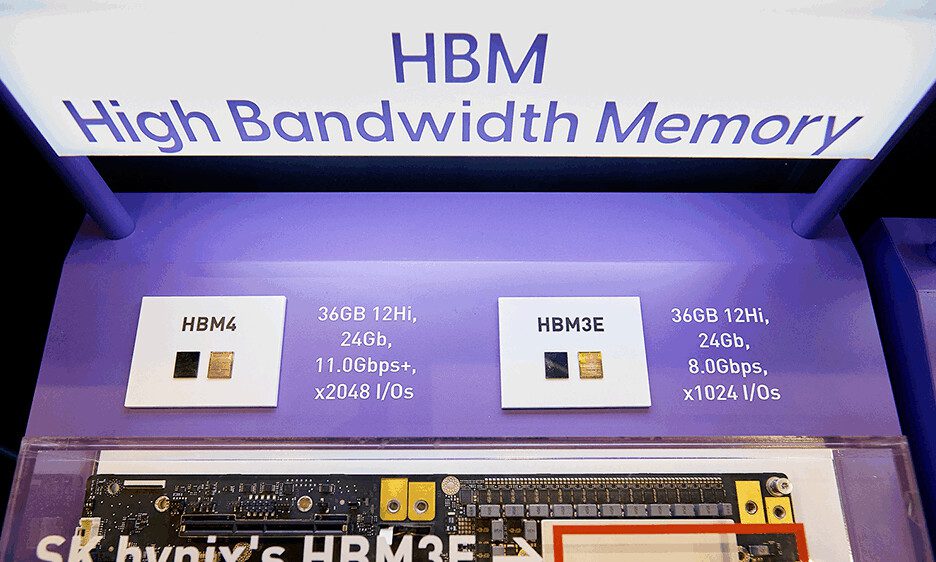 HBM
High Bandwidth Memory
HBM4
36GB 12Hi,
24Gb,
11.0Gbps+,
x2048 I/Os
HBM3E
36GB 12Hi,
24Gb,
8.0Gbps,
x1024 I/Os
SK hynix's HBM3E